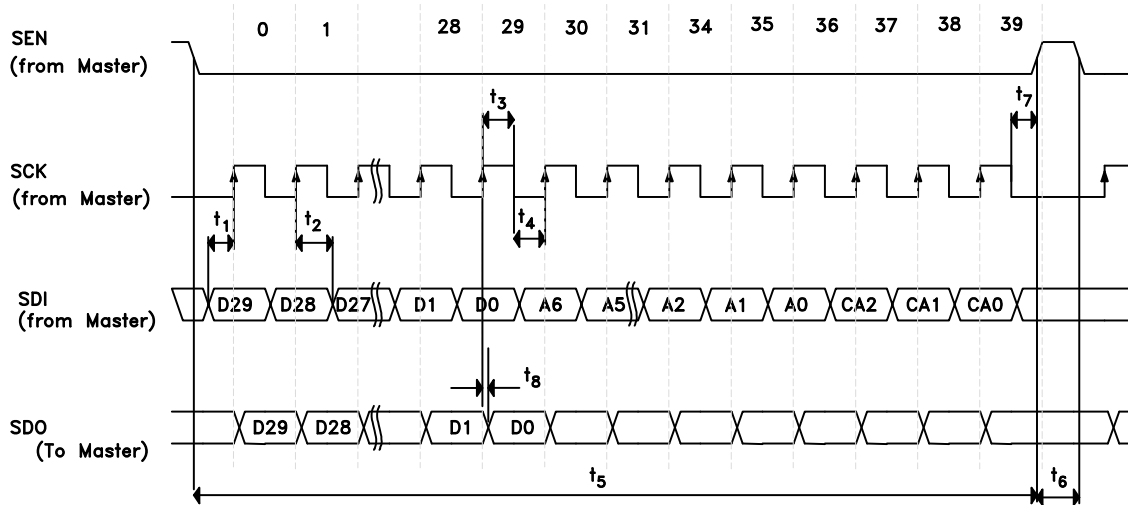 0 1 28 29 30 31 34 35 36 37 38 39
SEN
(from Master)
t3 t7
SCK
(from Master)
t1 t2 t4
SDI D29 D28 D27 D1 D0 A6 A5 A2 A1 A0 CA2 CA1 CA0
(from Master)
t8
SDO D29 D28 D1 D0
(To Master)
t5 t6